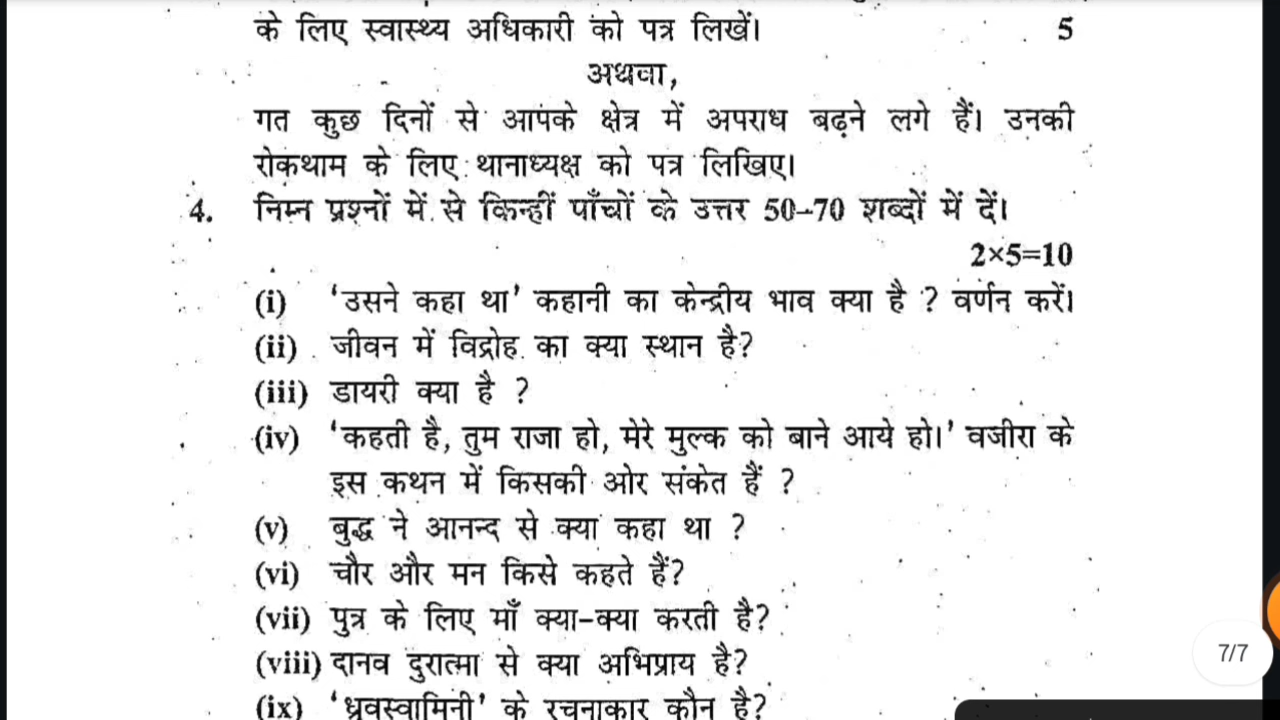 के लिए स्वास्थ्य अधिकारी को पत्र लिखें। 5
अथवा,
गत कुछ दिनों से आपके क्षेत्र में अपराध बढ़ने लगे हैं। उनकी
रोकथाम के लिए थानाध्यक्ष को पत्र लिखिए।
4. निम्न प्रश्नों में से किन्हीं पाँचों के उत्तर 50-70 शब्दों में दें।
2×5=10
(i) 'उसने कहा था' कहानी का केन्द्रीय भाव क्या है ? वर्णन करें।
(ii) जीवन में विद्रोह का क्या स्थान है?
(iii) डायरी क्या है ?
(iv) 'कहती है, तुम राजा हो, मेरे मुल्क को बाने आये हो।' वजीरा के
इस कथन में किसकी ओर संकेत हैं ?
(v) बुद्ध ने आनन्द से क्या कहा था ?
(vi) चौर और मन किसे कहते हैं?
(vii) पुत्र के लिए माँ क्या-क्या करती है?
(viii) दानव दुरात्मा से क्या अभिप्राय है?
(ix) 'ध्रुवस्वामिनी' के रचनाकार कौन है?
7/7